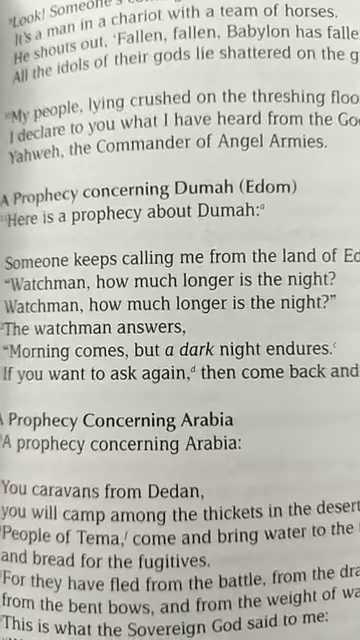 "Look! Someone's
It's a man in a chariot with a team of horses.
He shouts out, 'Fallen, fallen, Babylon has falle
All the idols of their gods lie shattered on the g
"My people, lying crushed on the threshing floo
I declare to you what I have heard from the Go
Yahweh, the Commander of Angel Armies.
A Prophecy concerning Dumah (Edom)
Here is a prophecy about Dumah:ᵃ
Someone keeps calling me from the land of Ed
"Watchman, how much longer is the night?
Watchman, how much longer is the night?"
The watchman answers,
"Morning comes, but a dark night endures.ᶜ
If you want to ask again,ᵈ then come back and
A Prophecy Concerning Arabia
A prophecy concerning Arabia:
You caravans from Dedan,
you will camp among the thickets in the desert
People of Tema,ᶠ come and bring water to the
and bread for the fugitives.
For they have fled from the battle, from the dra
from the bent bows, and from the weight of wa
This is what the Sovereign God said to me: